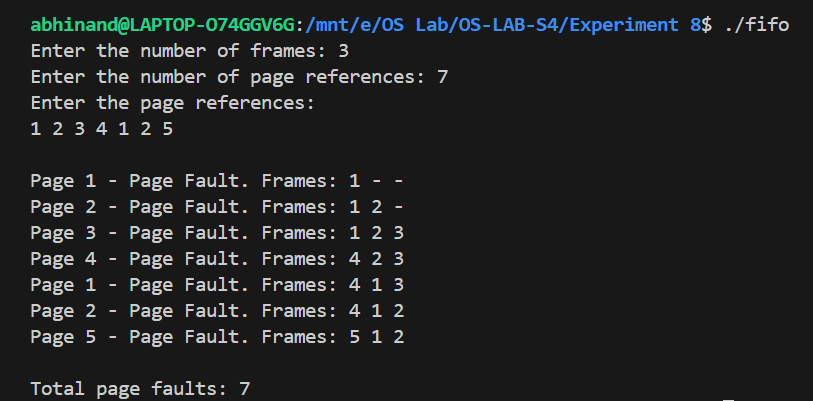 abhinand@LAPTOP-O74GGV6G:/mnt/e/OS Lab/OS-LAB-S4/Experiment 8$ ./fifo
Enter the number of frames: 3
Enter the number of page references: 7
Enter the page references:
1 2 3 4 1 2 5
Page 1 - Page Fault. Frames: 1 - -
Page 2 - Page Fault. Frames: 1 2 -
Page 3 - Page Fault. Frames: 1 2 3
Page 4 - Page Fault. Frames: 4 2 3
Page 1 - Page Fault. Frames: 4 1 3
Page 2 - Page Fault. Frames: 4 1 2
Page 5 - Page Fault. Frames: 5 1 2
Total page faults: 7